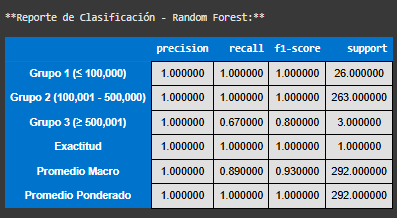 **Reporte de Clasificación - Random Forest:**
precision recall f1-score support
Grupo 1 (≤ 100,000) 1.000000 1.000000 1.000000 26.000000
Grupo 2 (100,001 - 500,000) 1.000000 1.000000 1.000000 263.000000
Grupo 3 (≥ 500,001) 1.000000 0.670000 0.800000 3.000000
Exactitud 1.000000 1.000000 1.000000 1.000000
Promedio Macro 1.000000 0.890000 0.930000 292.000000
Promedio Ponderado 1.000000 1.000000 1.000000 292.000000